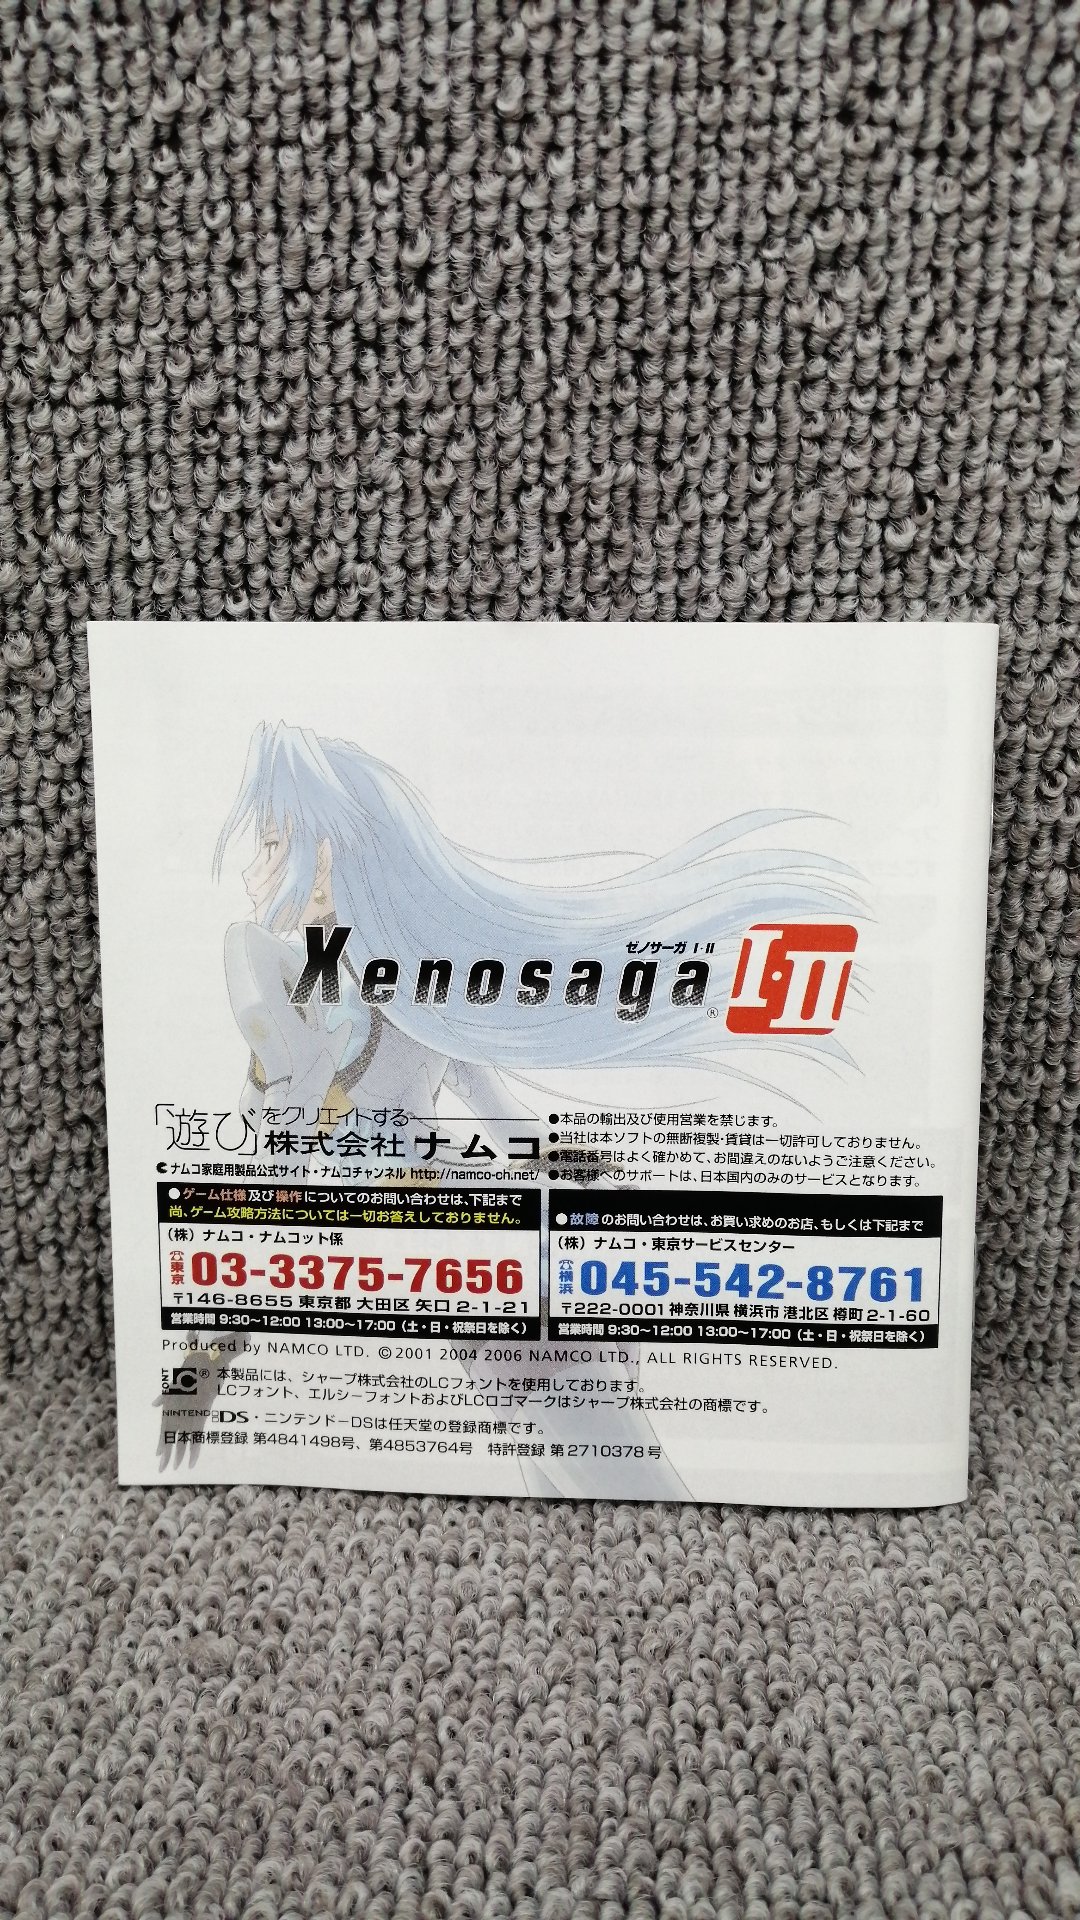 ゼノサーガ I・II
Xenosaga® I・II
「遊び」をクリエイトする
株式会社ナムコ
ナムコ家庭用製品公式サイト・ナムコチャンネル http://namco-ch.net/
●本品の輸出及び使用営業を禁じます。
●当社は本ソフトの無断複製・賃貸は一切許可しておりません。
●電話番号はよく確かめて、お間違えのないようご注意ください。
●お客様へのサポートは、日本国内のみのサービスとなります。
●ゲーム仕様及び操作についてのお問い合わせは、下記まで
尚、ゲーム攻略方法については一切お答えしておりません。
（株）ナムコ・ナムコット係
☎東京 03-3375-7656
〒146-8655 東京都 大田区 矢口 2-1-21
営業時間 9:30〜12:00 13:00〜17:00（土・日・祝祭日を除く）
●故障のお問い合わせは、お買い求めのお店、もしくは下記まで
（株）ナムコ・東京サービスセンター
☎横浜 045-542-8761
〒222-0001 神奈川県 横浜市 港北区 樽町 2-1-60
営業時間 9:30〜12:00 13:00〜17:00（土・日・祝祭日を除く）
Produced by NAMCO LTD. ©2001 2004 2006 NAMCO LTD., ALL RIGHTS RESERVED.
LC FONT® 本製品には、シャープ株式会社のLCフォントを使用しております。
LCフォント、エルシーフォントおよびLCロゴマークはシャープ株式会社の商標です。
NINTENDO DS・ニンテンドーDSは任天堂の登録商標です。
日本商標登録 第4841498号、第4853764号 特許登録 第2710378号